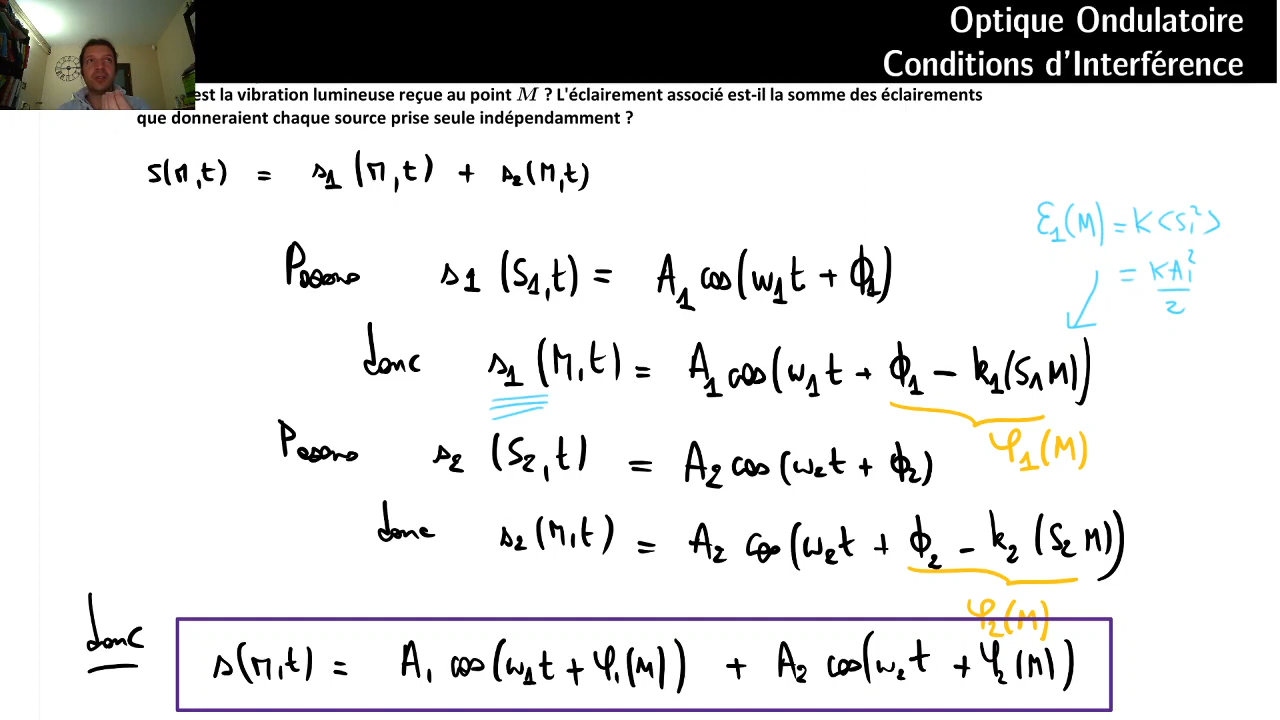 Optique Ondulatoire
Conditions d'Interférence
est la vibration lumineuse reçue au point M ? L'éclairement associé est-il la somme des éclairements
que donneraient chaque source prise seule indépendamment ?
s(M,t) = s1 (M,t) + s2(M,t)
ε1(M) = K<s1²>
Posons s1 (S1,t) = A1 cos(ω1t + ϕ1)
= KA1²/2
donc s1 (M,t) = A1 cos(ω1t + ϕ1 − k1(S1M))
φ1(M)
Posons s2 (S2,t) = A2 cos(ω2t + ϕ2)
donc s2(M,t) = A2 cos(ω2t + ϕ2 − k2 (S2M))
φ2(M)
donc s(M,t) = A1 cos(ω1t + φ1(M)) + A2 cos(ω2t + φ2(M))